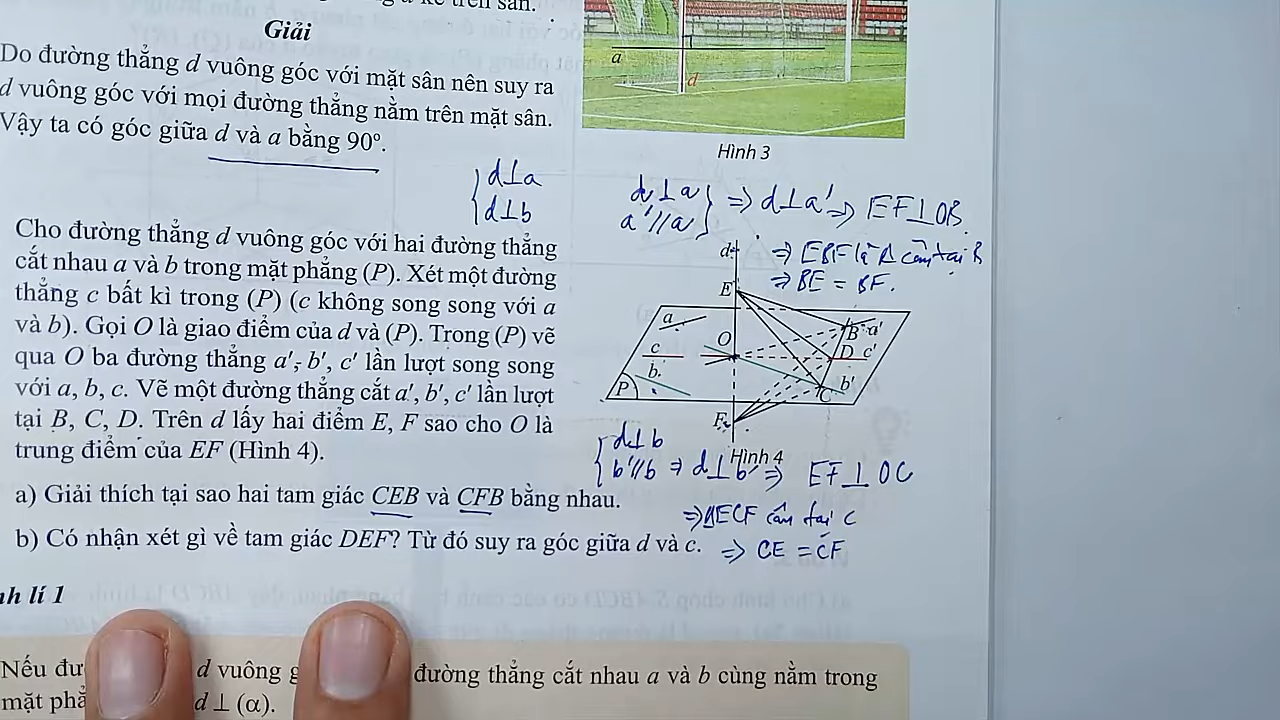 trên sân.
Giải
Do đường thẳng d vuông góc với mặt sân nên suy ra
d vuông góc với mọi đường thẳng nằm trên mặt sân.
Vậy ta có góc giữa d và a bằng 90°.
a
d
Hình 3
{ d⊥a
d⊥b
d⊥a
a'//a } => d⊥a' => EF⊥OB.
=> EBF là Δ cân tại B
=> BE = BF.
Cho đường thẳng d vuông góc với hai đường thẳng
cắt nhau a và b trong mặt phẳng (P). Xét một đường
thẳng c bất kì trong (P) (c không song song với a
và b). Gọi O là giao điểm của d và (P). Trong (P) vẽ
qua O ba đường thẳng a', b', c' lần lượt song song
với a, b, c. Vẽ một đường thẳng cắt a', b', c' lần lượt
tại B, C, D. Trên d lấy hai điểm E, F sao cho O là
trung điểm của EF (Hình 4).
d
E
a
B a'
O
c
D c'
b
P
C b'
F
Hình 4
{ d⊥b
b'//b => d⊥b' => EF⊥OC
=> ΔECF cân tại C
=> CE = CF
a) Giải thích tại sao hai tam giác CEB và CFB bằng nhau.
b) Có nhận xét gì về tam giác DEF? Từ đó suy ra góc giữa d và c.
nh lí 1
Nếu đư d vuông g đường thẳng cắt nhau a và b cùng nằm trong
mặt phẳ d ⊥ (α).